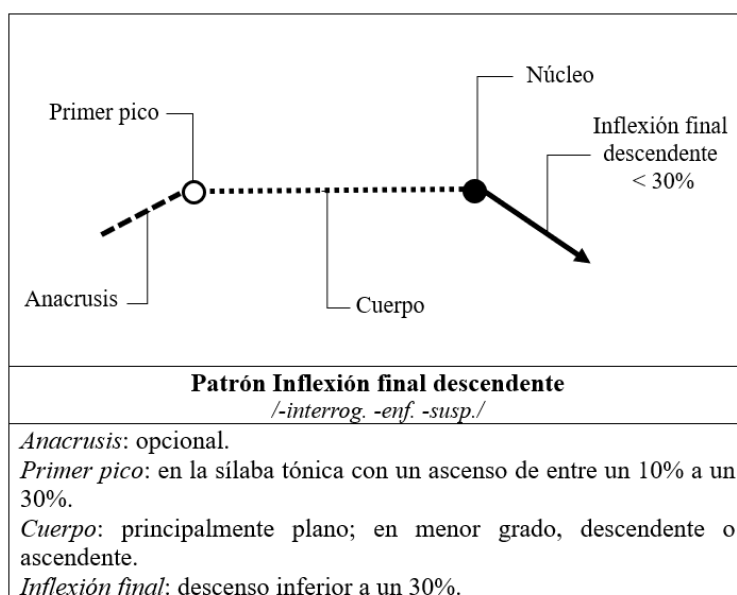 Núcleo
Primer pico
Inflexión final
descendente
< 30%
Anacrusis
Cuerpo
Patrón Inflexión final descendente
/-interrog. -enf. -susp./
Anacrusis: opcional.
Primer pico: en la sílaba tónica con un ascenso de entre un 10% a un
30%.
Cuerpo: principalmente plano; en menor grado, descendente o
ascendente.
Inflexión final: descenso inferior a un 30%.